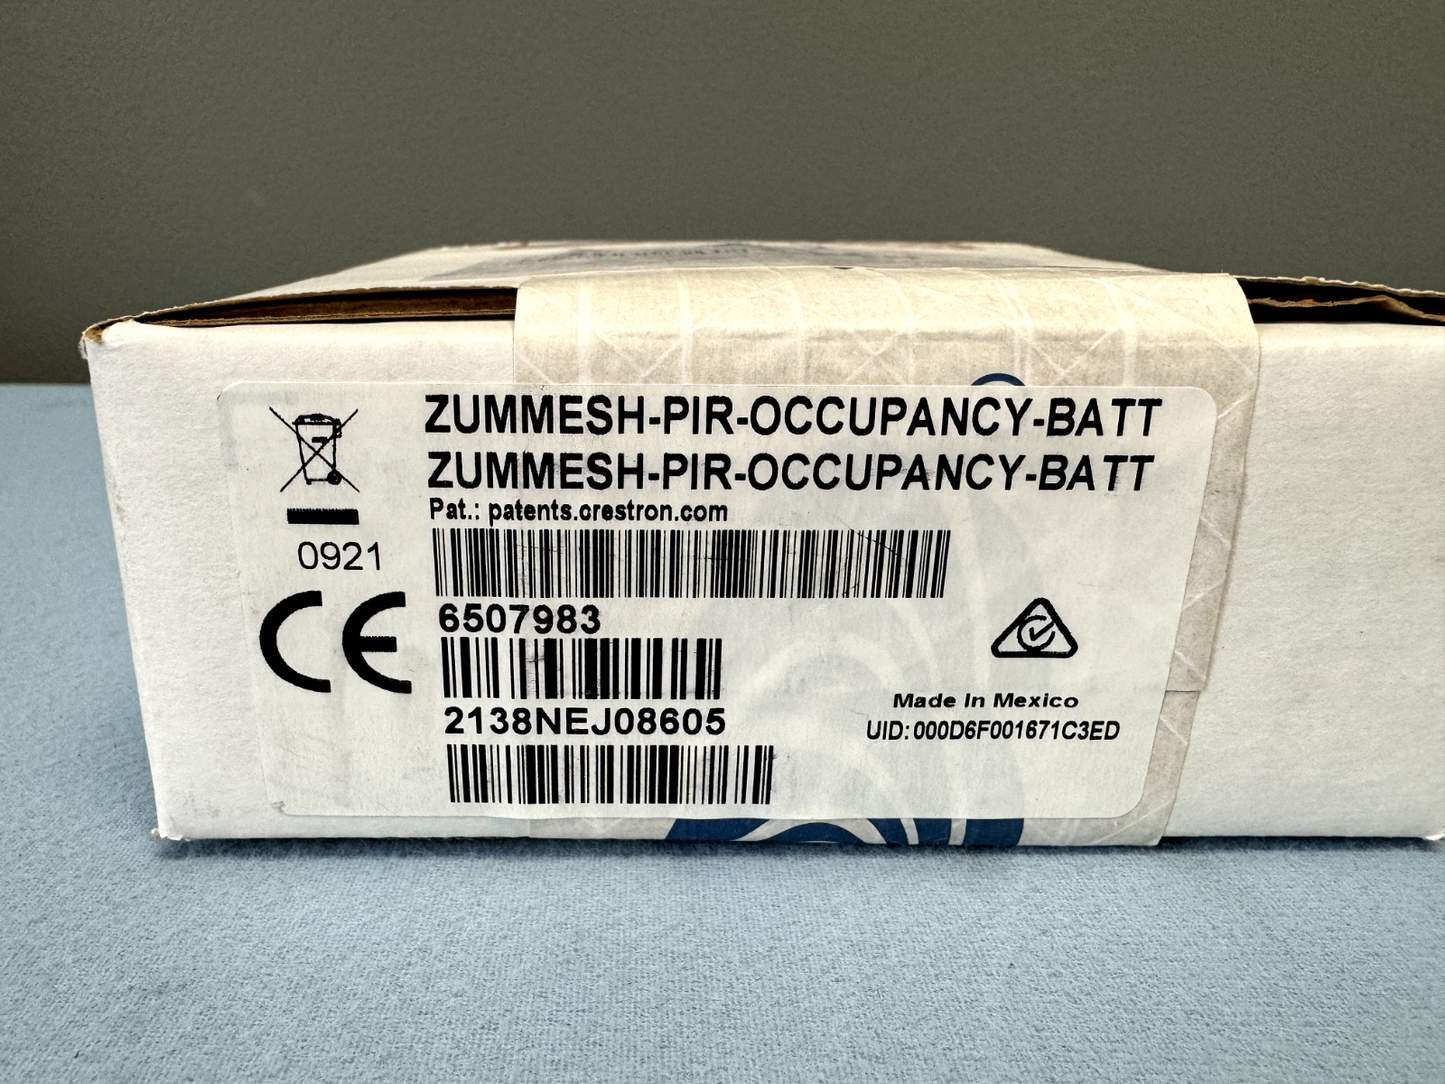 ZUMMESH-PIR-OCCUPANCY-BATT
ZUMMESH-PIR-OCCUPANCY-BATT
Pat.: patents.crestron.com
0921
CE
6507983
2138NEJ08605
Made In Mexico
UID: 000D6F001671C3ED